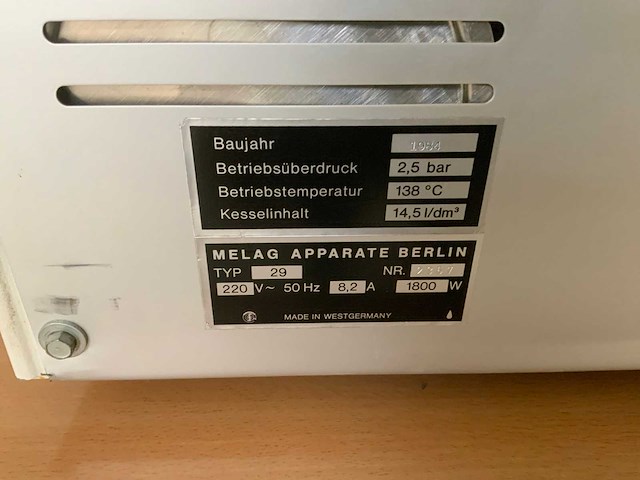 Baujahr 1984
Betriebsüberdruck 2,5 bar
Betriebstemperatur 138 °C
Kesselinhalt 14,5 l/dm³
MELAG APPARATE BERLIN
TYP 29 NR.
220 V~ 50 Hz 8,2 A 1800 W
MADE IN WESTGERMANY